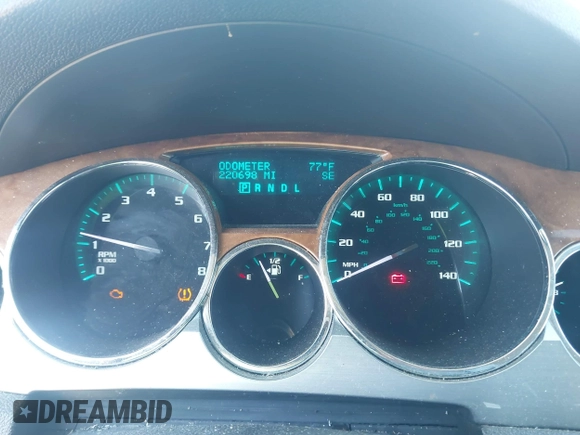 ODOMETER 77°F
220698 MI SE
P R N D L
0 1 2 3 4 5 6 7 8
RPM
X 1000
E 1/2 F
0 20 40 60 80 100 120 140
MPH
km/h
DREAMBID